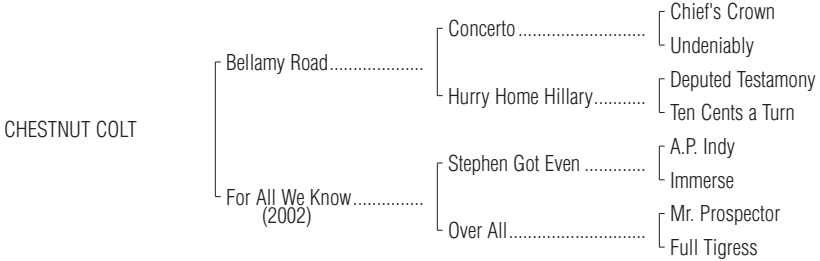 Chief's Crown
Concerto...........................
Undeniably
Bellamy Road....................
Deputed Testamony
Hurry Home Hillary...........
Ten Cents a Turn
CHESTNUT COLT
A.P. Indy
Stephen Got Even .............
Immerse
For All We Know...............
(2002)
Mr. Prospector
Over All.............................
Full Tigress